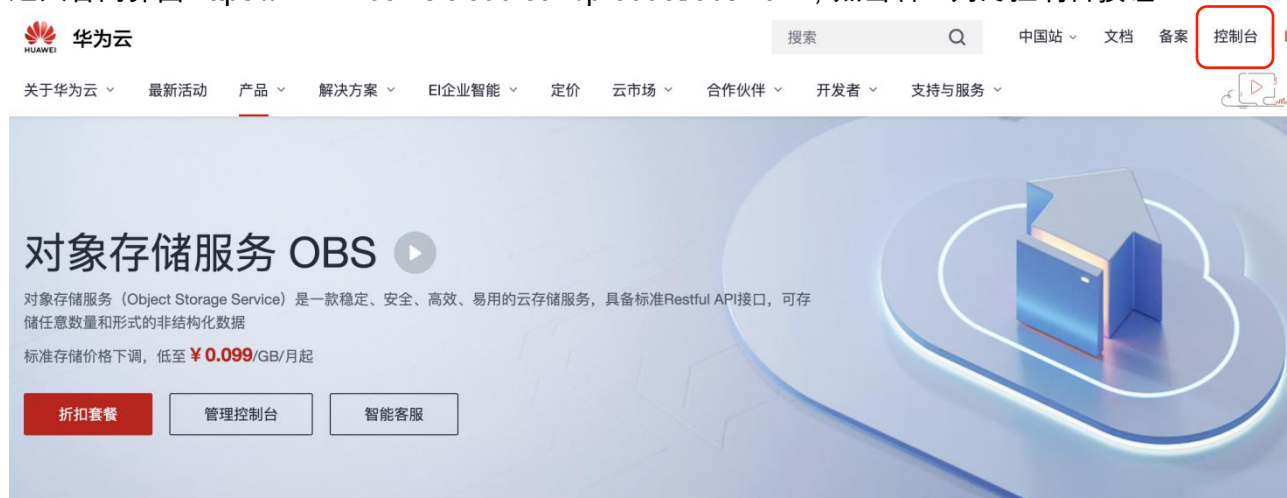 HUAWEI 华为云
搜索
中国站 文档 备案 控制台
关于华为云 最新活动 产品 解决方案 EI企业智能 定价 云市场 合作伙伴 开发者 支持与服务
对象存储服务 OBS
对象存储服务（Object Storage Service）是一款稳定、安全、高效、易用的云存储服务，具备标准Restful API接口，可存
储任意数量和形式的非结构化数据
标准存储价格下调，低至 ¥ 0.099/GB/月起
折扣套餐 管理控制台 智能客服